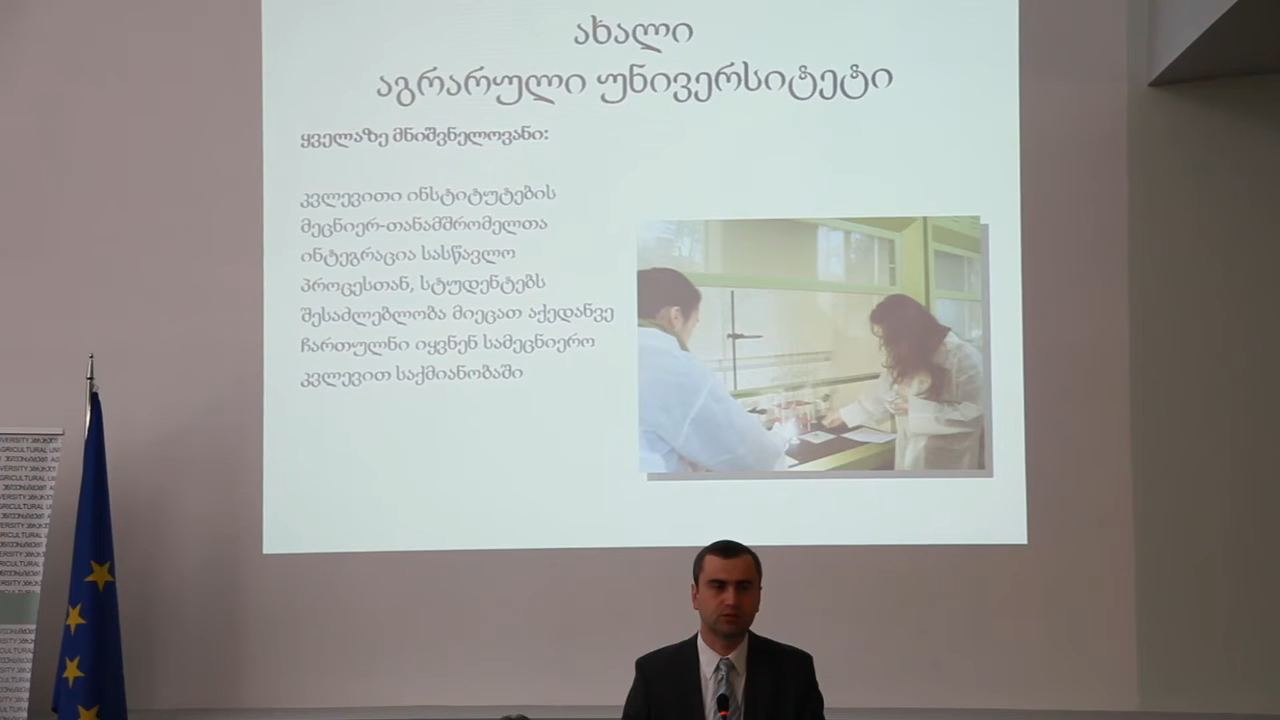 ახალი
აგრარული უნივერსიტეტი
ყველაზე მნიშვნელოვანი:
კვლევითი ინსტიტუტების
მეცნიერ-თანამშრომელთა
ინტეგრაცია სასწავლო
პროცესთან, სტუდენტებს
შესაძლებლობა მიეცათ აქედანვე
ჩართულნი იყვნენ სამეცნიერო
კვლევით საქმიანობაში